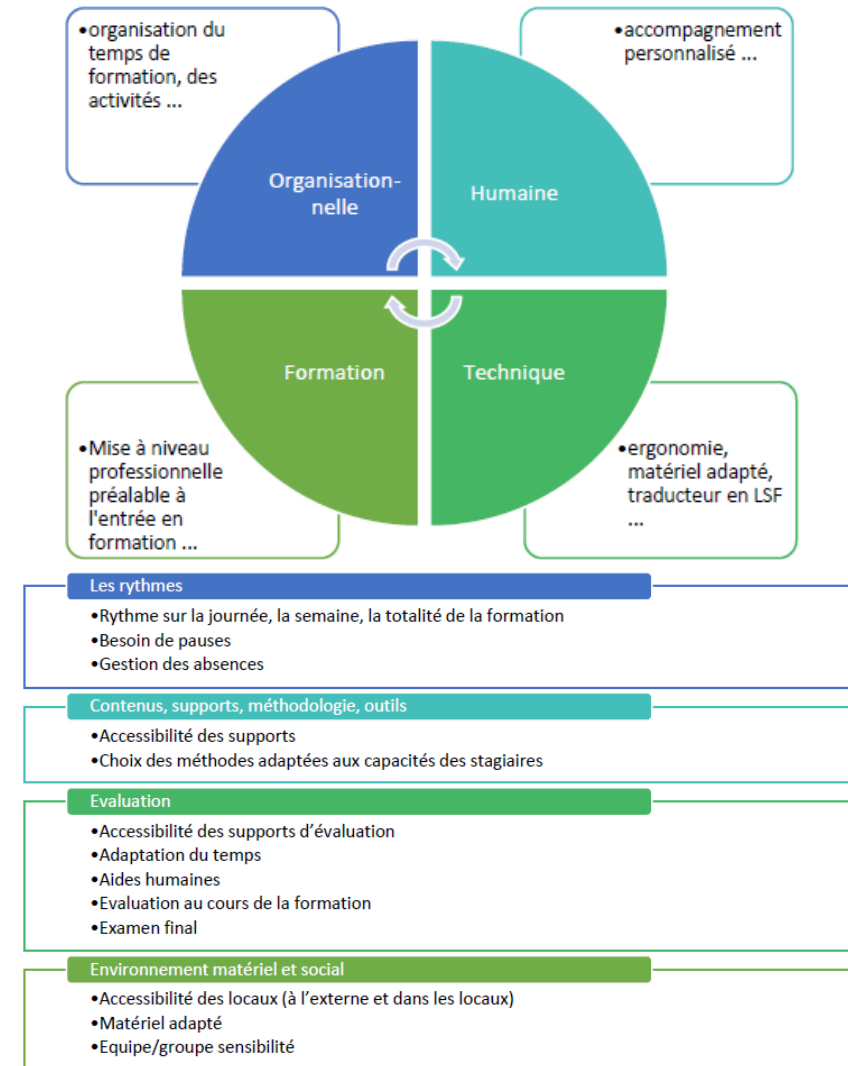 •organisation du
temps de
formation, des
activités ...
•accompagnement
personnalisé ...
Organisation-
nelle
Humaine
Formation
Technique
•Mise à niveau
professionnelle
préalable à
l'entrée en
formation ...
•ergonomie,
matériel adapté,
traducteur en LSF
...
Les rythmes
•Rythme sur la journée, la semaine, la totalité de la formation
•Besoin de pauses
•Gestion des absences
Contenus, supports, méthodologie, outils
•Accessibilité des supports
•Choix des méthodes adaptées aux capacités des stagiaires
Evaluation
•Accessibilité des supports d’évaluation
•Adaptation du temps
•Aides humaines
•Evaluation au cours de la formation
•Examen final
Environnement matériel et social
•Accessibilité des locaux (à l’externe et dans les locaux)
•Matériel adapté
•Equipe/groupe sensibilité